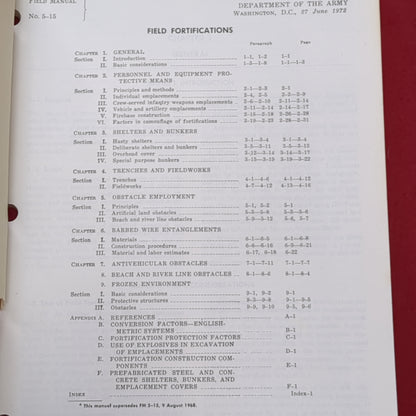 FIELD MANUAL
No. 5-15
DEPARTMENT OF THE ARMY
WASHINGTON, D.C., 27 June 1972
FIELD FORTIFICATIONS
Paragraph Page
CHAPTER 1. GENERAL
Section I. Introduction 1-1, 1-2 1-1
II. Basic considerations 1-3—1-8 1-1—1-3
CHAPTER 2. PERSONNEL AND EQUIPMENT PROTECTIVE MEANS
Section I. Principles and methods 2-1—2-3 2-1
II. Individual emplacements 2-4, 2-5 2-3—2-9
III. Crew-served infantry weapons emplacements 2-6—2-10 2-11—2-14
IV. Vehicle and artillery emplacements 2-11—2-14 2-14—2-17
V. Firebase construction 2-15—2-18 2-26—2-32
VI. Factors in camouflage of fortifications 2-19—2-23 2-28—2-31
CHAPTER 3. SHELTERS AND BUNKERS
Section I. Hasty shelters 3-1—3-4 3-1—3-4
II. Deliberate shelters and bunkers 3-5—3-11 3-5—3-12
III. Overhead cover 3-12—3-14 3-14—3-17
IV. Special purpose bunkers 3-15—3-19 3-19—3-22
CHAPTER 4. TRENCHES AND FIELDWORKS
Section I. Trenches 4-1—4-6 4-1—4-12
II. Fieldworks 4-7—4-12 4-13—4-16
CHAPTER 5. OBSTACLE EMPLOYMENT
Section I. Principles 5-1, 5-2 5-1
II. Artificial land obstacles 5-3—5-8 5-3—5-6
III. Beach and river line obstacles 5-9—5-12 5-6, 5-7
CHAPTER 6. BARBED WIRE ENTANGLEMENTS
Section I. Materials 6-1—6-5 6-1—6-8
II. Construction procedures 6-6—6-16 6-9—6-21
III. Material and labor estimates 6-17, 6-18 6-22
CHAPTER 7. ANTIVEHICULAR OBSTACLES 7-1—7-11 7-1—7-7
8. BEACH AND RIVER LINE OBSTACLES 8-1—8-6 8-1—8-4
9. FROZEN ENVIRONMENT
Section I. Basic considerations 9-1, 9-2 9-1
II. Protective structures 9-3—9-8 9-1—9-5
III. Obstacles 9-9, 9-10 9-5, 9-6
APPENDIX A. REFERENCES A-1
B. CONVERSION FACTORS—ENGLISH-METRIC SYSTEMS B-1
C. FORTIFICATION PROTECTION FACTORS C-1
D. USE OF EXPLOSIVES IN EXCAVATION OF EMPLACEMENTS D-1
E. FORTIFICATION CONSTRUCTION COMPONENTS E-1
F. PREFABRICATED STEEL AND CONCRETE SHELTERS, BUNKERS, AND EMPLACEMENT COVERS F-1
INDEX Index-1
* This manual supersedes FM 5-15, 9 August 1968.